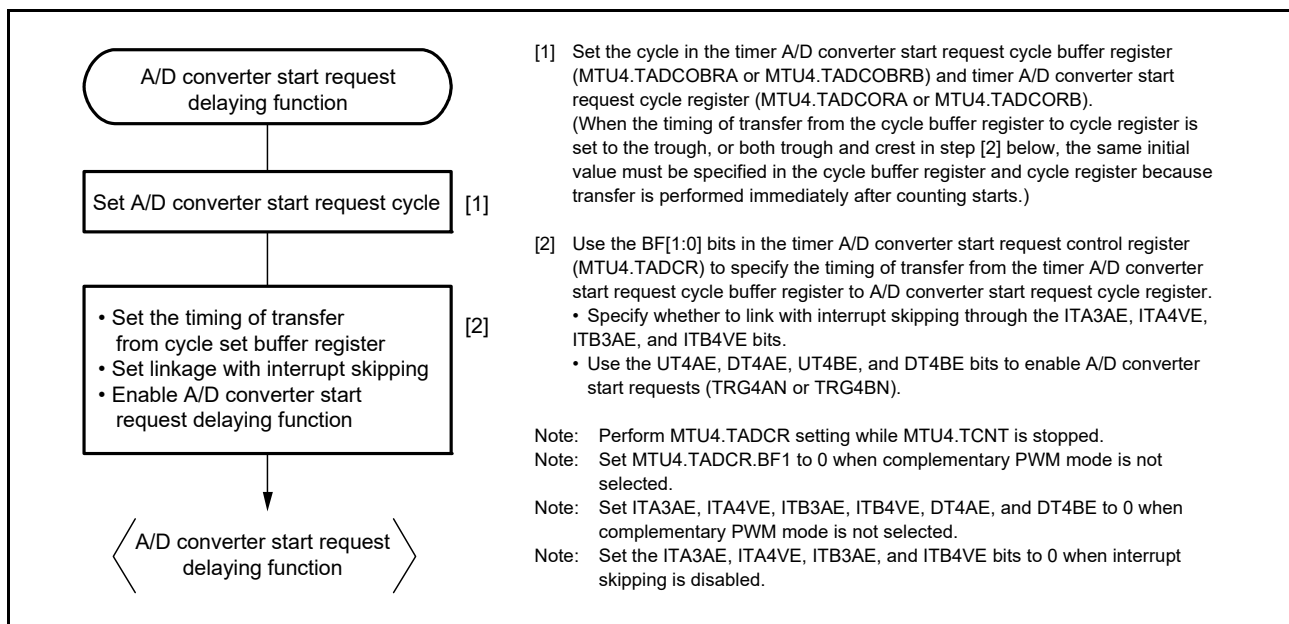 A/D converter start request
delaying function
Set A/D converter start request cycle
[1]
• Set the timing of transfer
from cycle set buffer register
• Set linkage with interrupt skipping
• Enable A/D converter start
request delaying function
[2]
A/D converter start request
delaying function
[1] Set the cycle in the timer A/D converter start request cycle buffer register
(MTU4.TADCOBRA or MTU4.TADCOBRB) and timer A/D converter start
request cycle register (MTU4.TADCORA or MTU4.TADCORB).
(When the timing of transfer from the cycle buffer register to cycle register is
set to the trough, or both trough and crest in step [2] below, the same initial
value must be specified in the cycle buffer register and cycle register because
transfer is performed immediately after counting starts.)
[2] Use the BF[1:0] bits in the timer A/D converter start request control register
(MTU4.TADCR) to specify the timing of transfer from the timer A/D converter
start request cycle buffer register to A/D converter start request cycle register.
• Specify whether to link with interrupt skipping through the ITA3AE, ITA4VE,
ITB3AE, and ITB4VE bits.
• Use the UT4AE, DT4AE, UT4BE, and DT4BE bits to enable A/D converter
start requests (TRG4AN or TRG4BN).
Note: Perform MTU4.TADCR setting while MTU4.TCNT is stopped.
Note: Set MTU4.TADCR.BF1 to 0 when complementary PWM mode is not
selected.
Note: Set ITA3AE, ITA4VE, ITB3AE, ITB4VE, DT4AE, and DT4BE to 0 when
complementary PWM mode is not selected.
Note: Set the ITA3AE, ITA4VE, ITB3AE, and ITB4VE bits to 0 when interrupt
skipping is disabled.